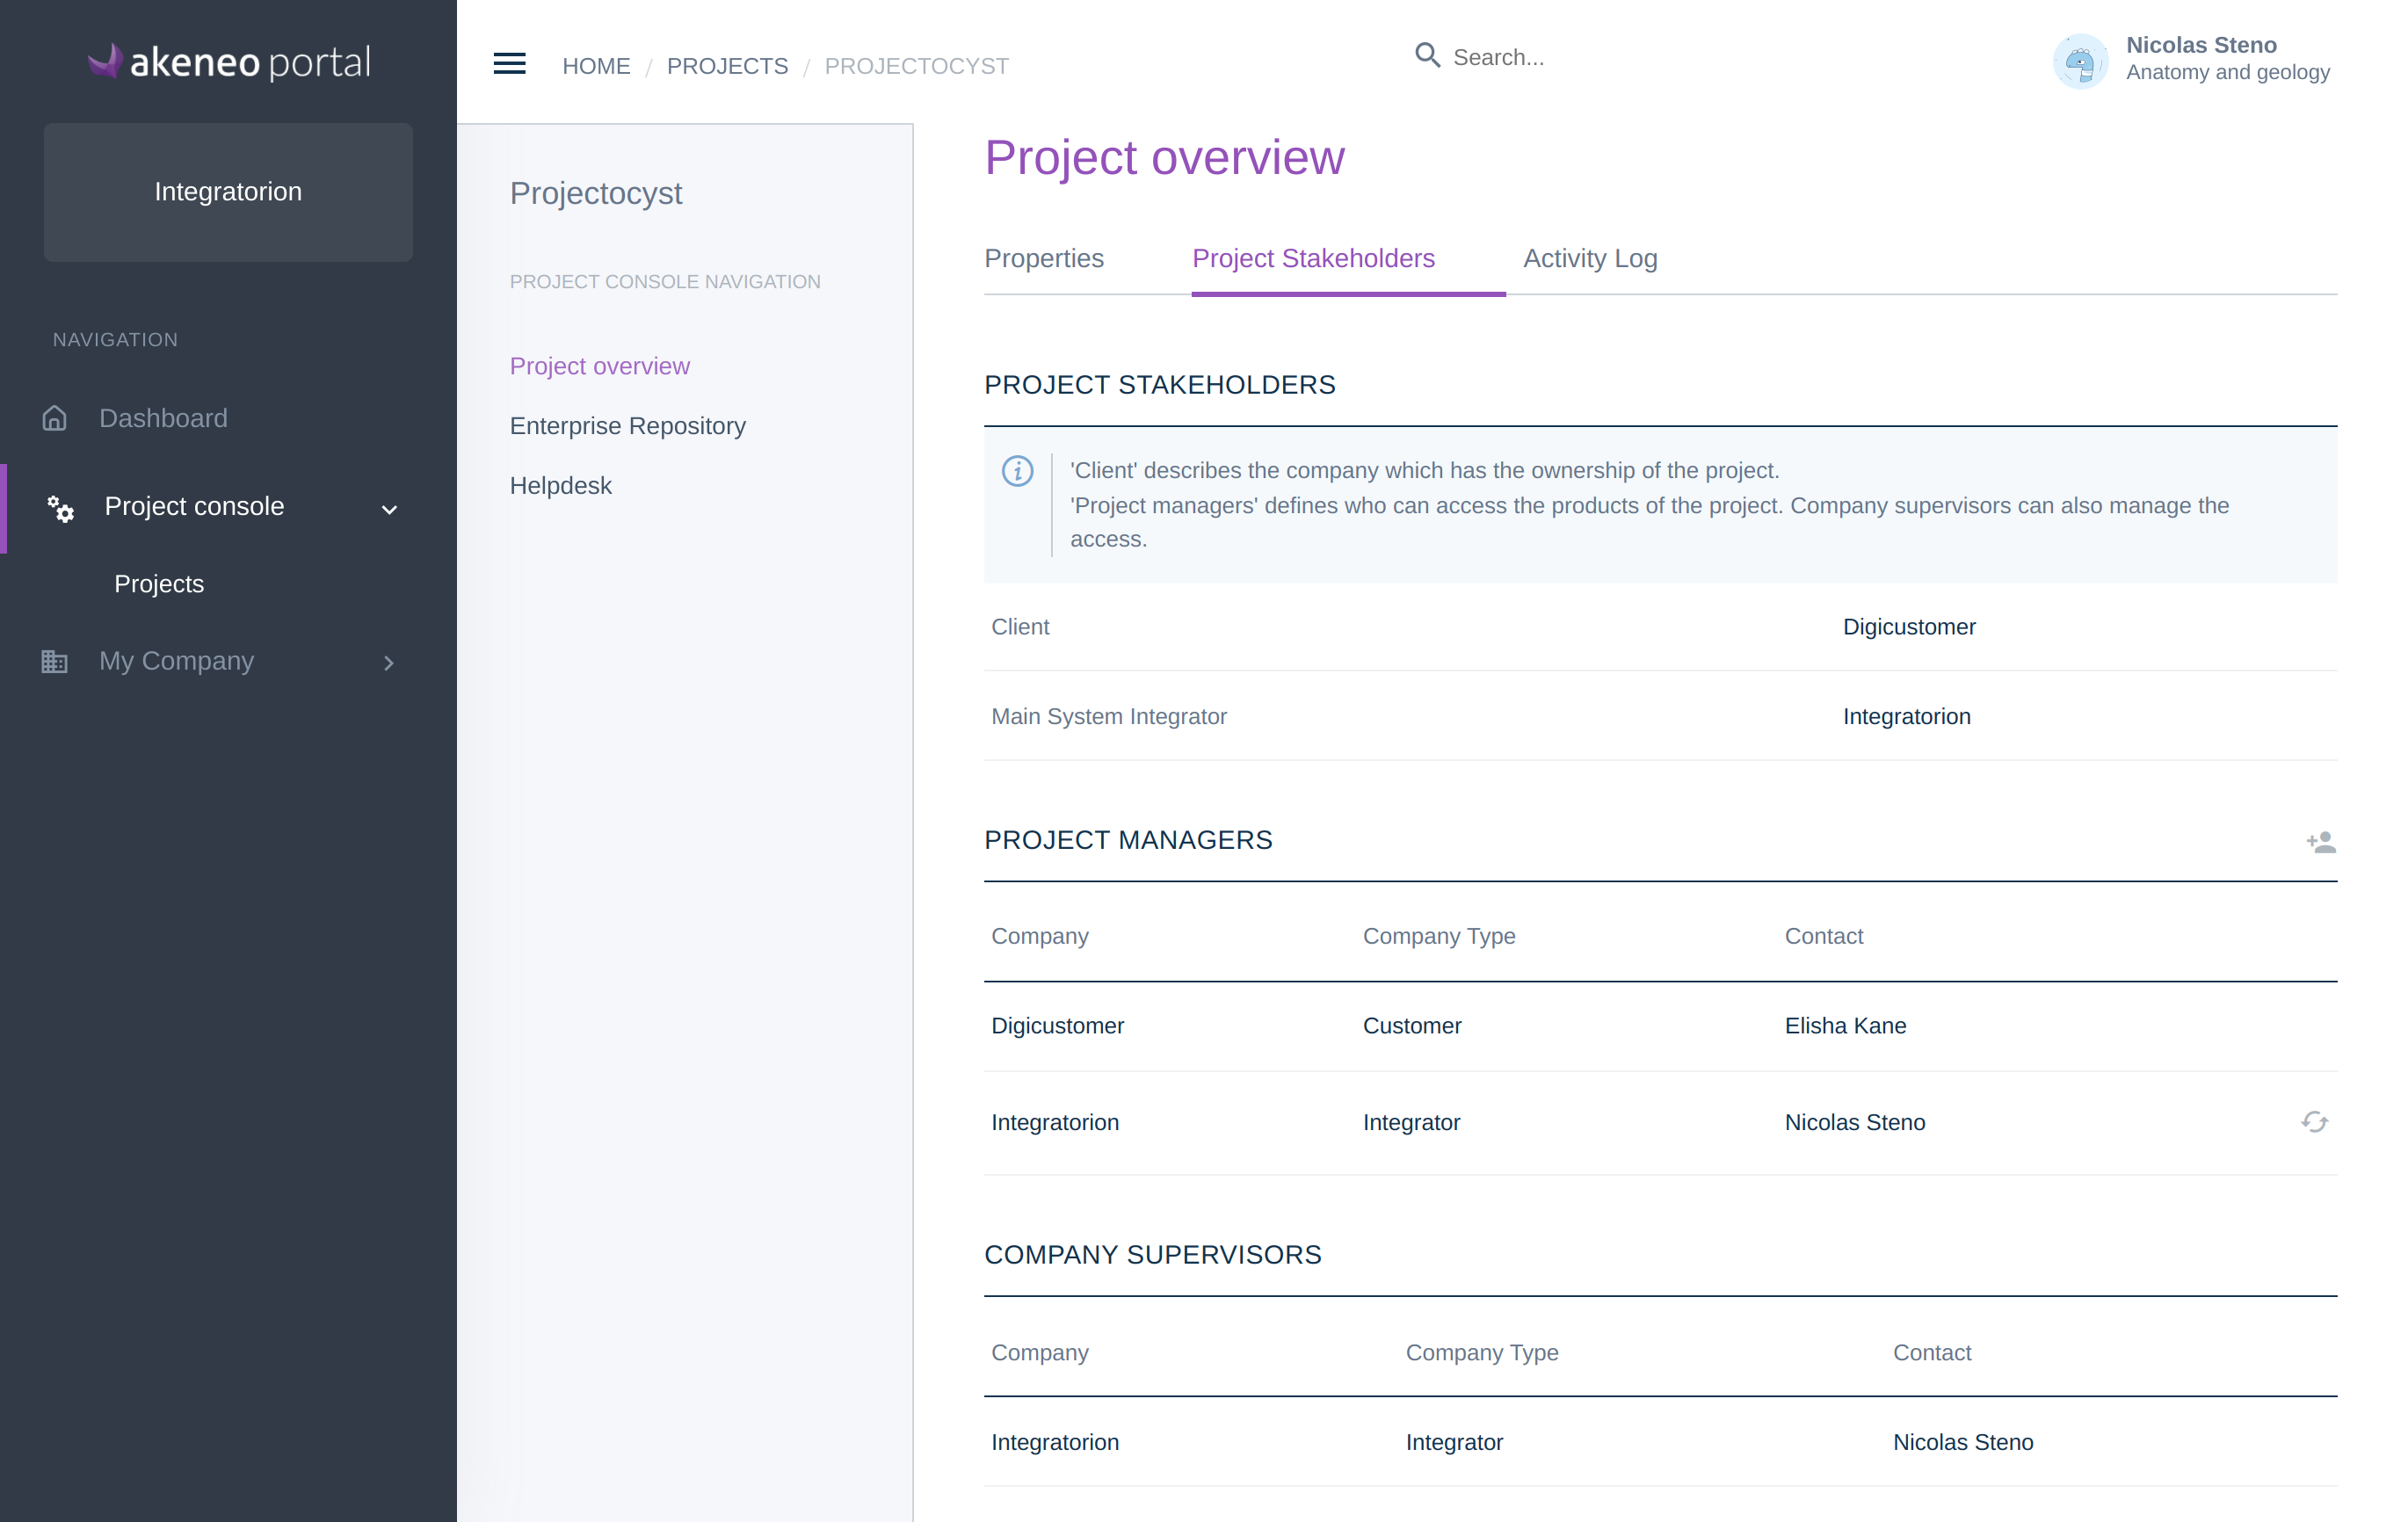 akeneo portal
Integratorion
NAVIGATION
Dashboard
Project console
Projects
My Company
HOME / PROJECTS / PROJECTOCYST
Search...
Nicolas Steno
Anatomy and geology
Projectocyst
PROJECT CONSOLE NAVIGATION
Project overview
Enterprise Repository
Helpdesk
Project overview
Properties Project Stakeholders Activity Log
PROJECT STAKEHOLDERS
'Client' describes the company which has the ownership of the project.
'Project managers' defines who can access the products of the project. Company supervisors can also manage the
access.
Client Digicustomer
Main System Integrator Integratorion
PROJECT MANAGERS
Company Company Type Contact
Digicustomer Customer Elisha Kane
Integratorion Integrator Nicolas Steno
COMPANY SUPERVISORS
Company Company Type Contact
Integratorion Integrator Nicolas Steno